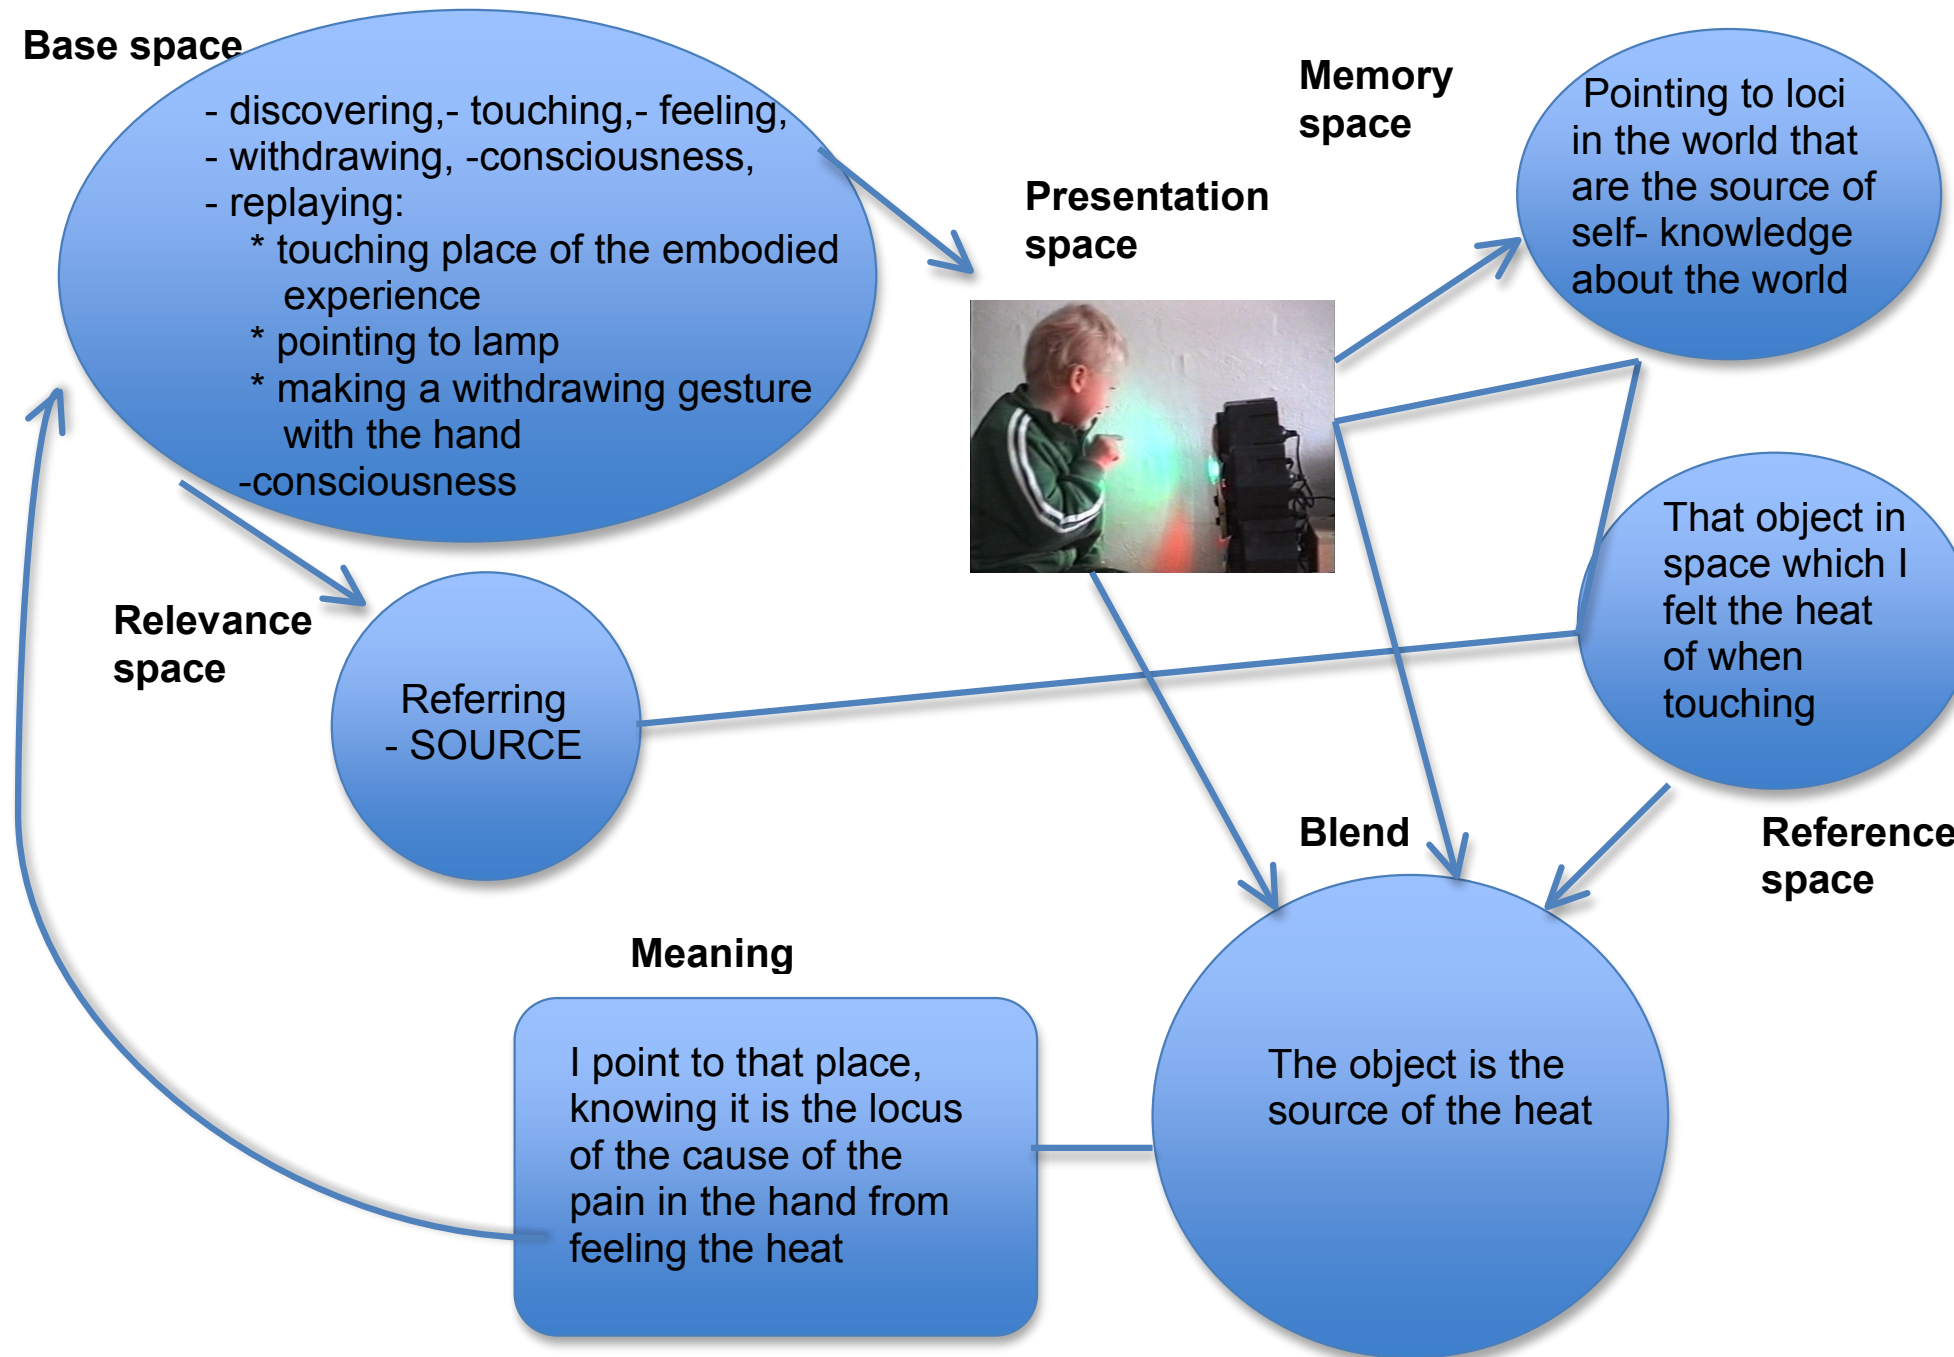 Base space
- discovering,- touching,- feeling,
- withdrawing, -consciousness,
- replaying:
* touching place of the embodied
experience
* pointing to lamp
* making a withdrawing gesture
with the hand
-consciousness
Presentation
space
Memory
space
Pointing to loci
in the world that
are the source of
self- knowledge
about the world
Relevance
space
Referring
- SOURCE
That object in
space which I
felt the heat
of when
touching
Reference
space
Blend
The object is the
source of the heat
Meaning
I point to that place,
knowing it is the locus
of the cause of the
pain in the hand from
feeling the heat